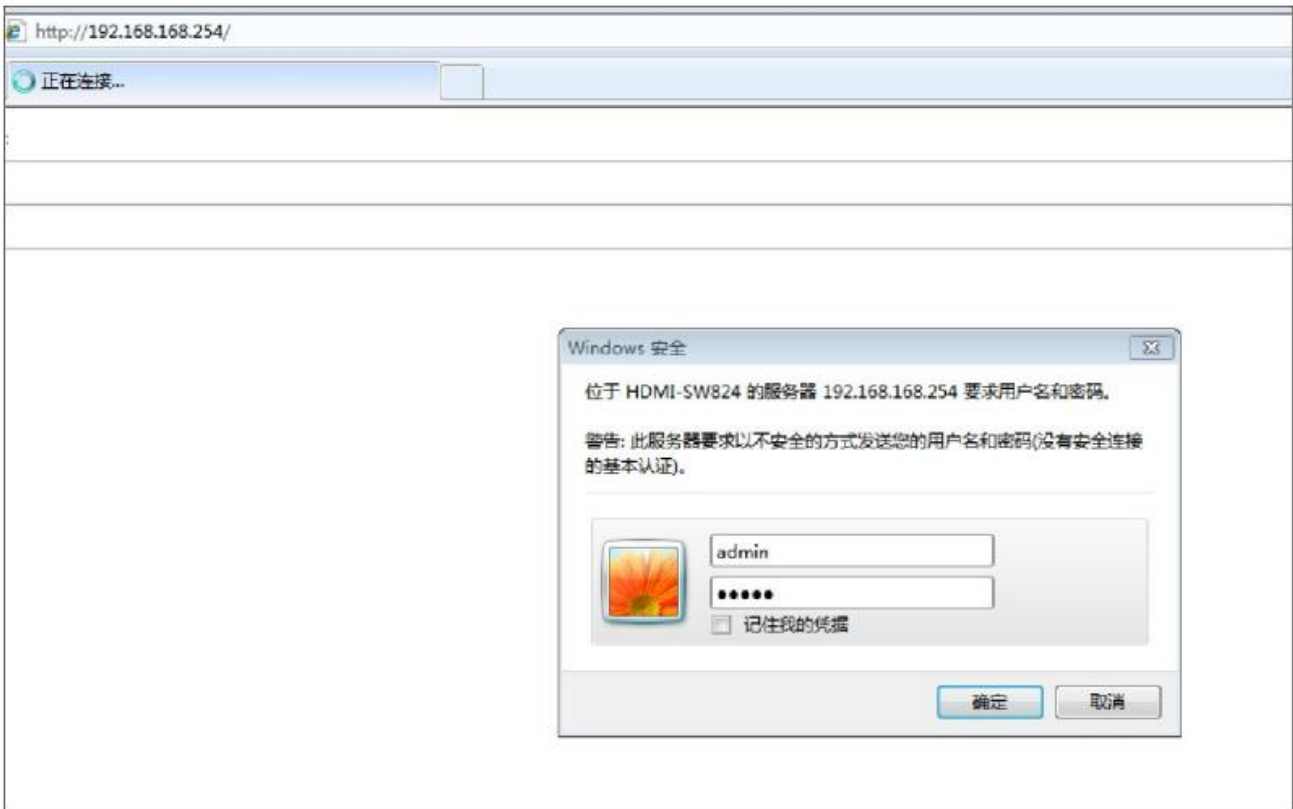 http://192.168.168.254/
正在连接...
Windows 安全
位于 HDMI-SW824 的服务器 192.168.168.254 要求用户名和密码。
警告: 此服务器要求以不安全的方式发送您的用户名和密码(没有安全连接
的基本认证)。
admin
●●●●●
记住我的凭据
确定
取消